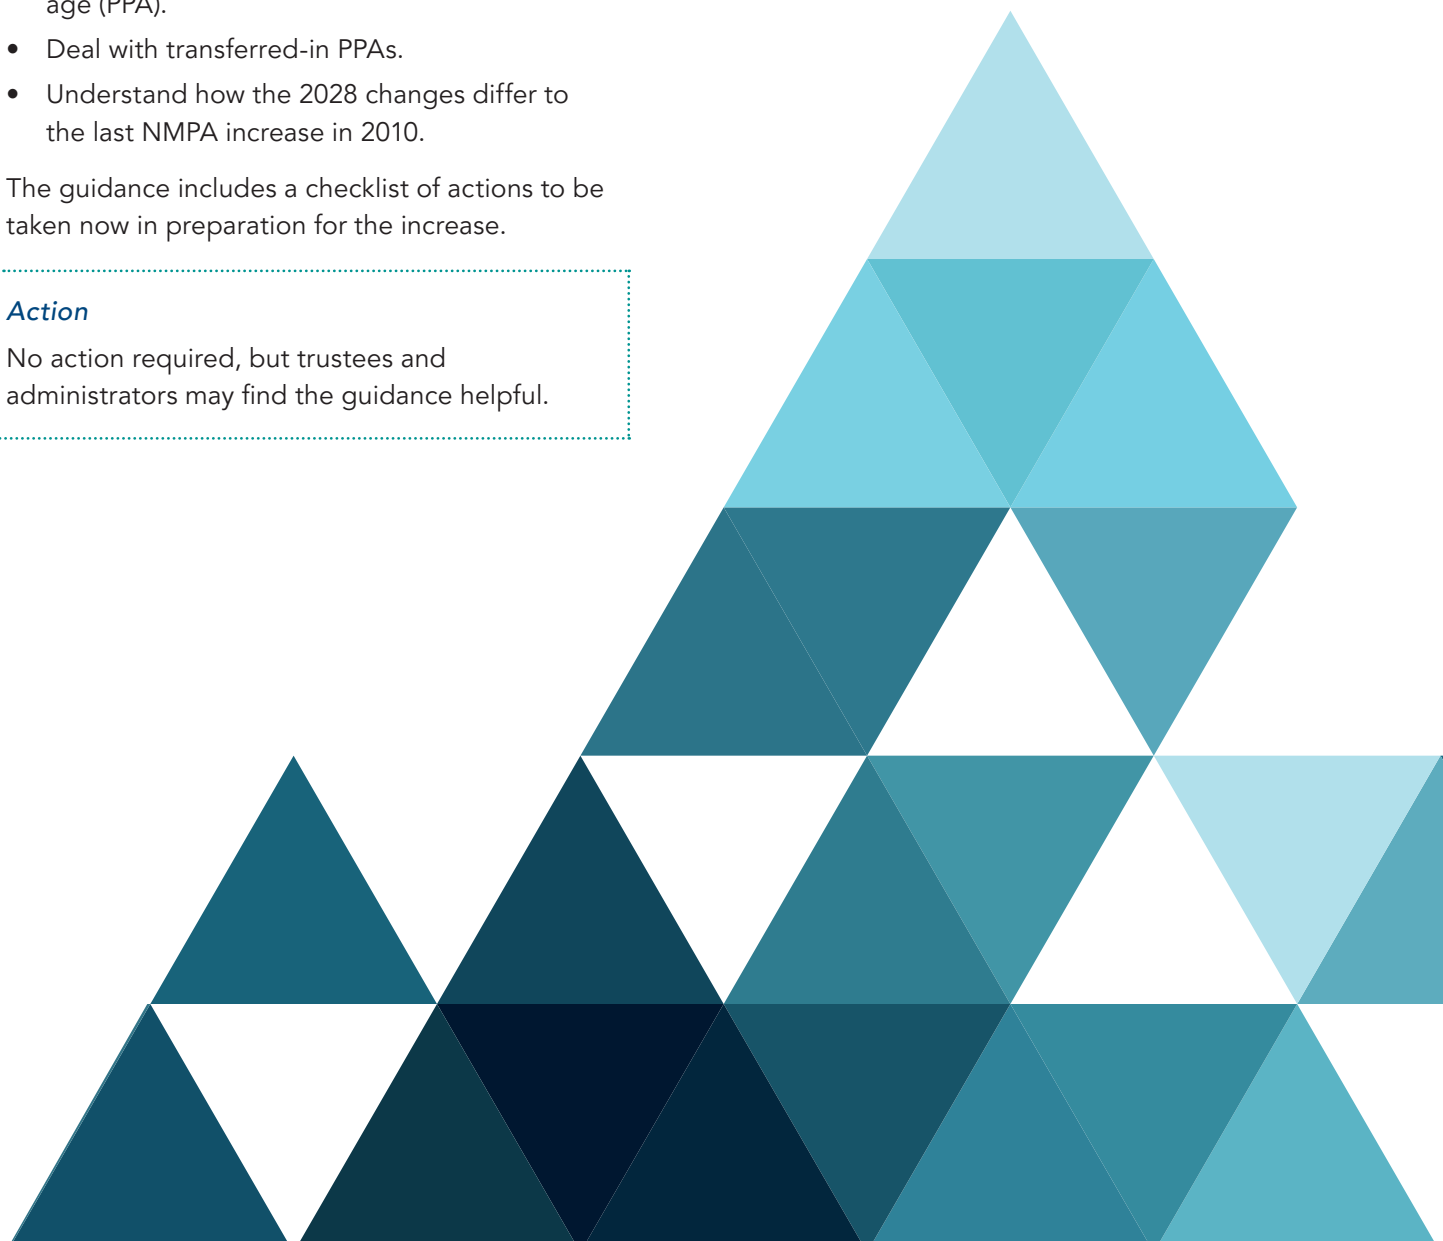 age (PPA).
• Deal with transferred-in PPAs.
• Understand how the 2028 changes differ to
the last NMPA increase in 2010.
The guidance includes a checklist of actions to be
taken now in preparation for the increase.
Action
No action required, but trustees and
administrators may find the guidance helpful.